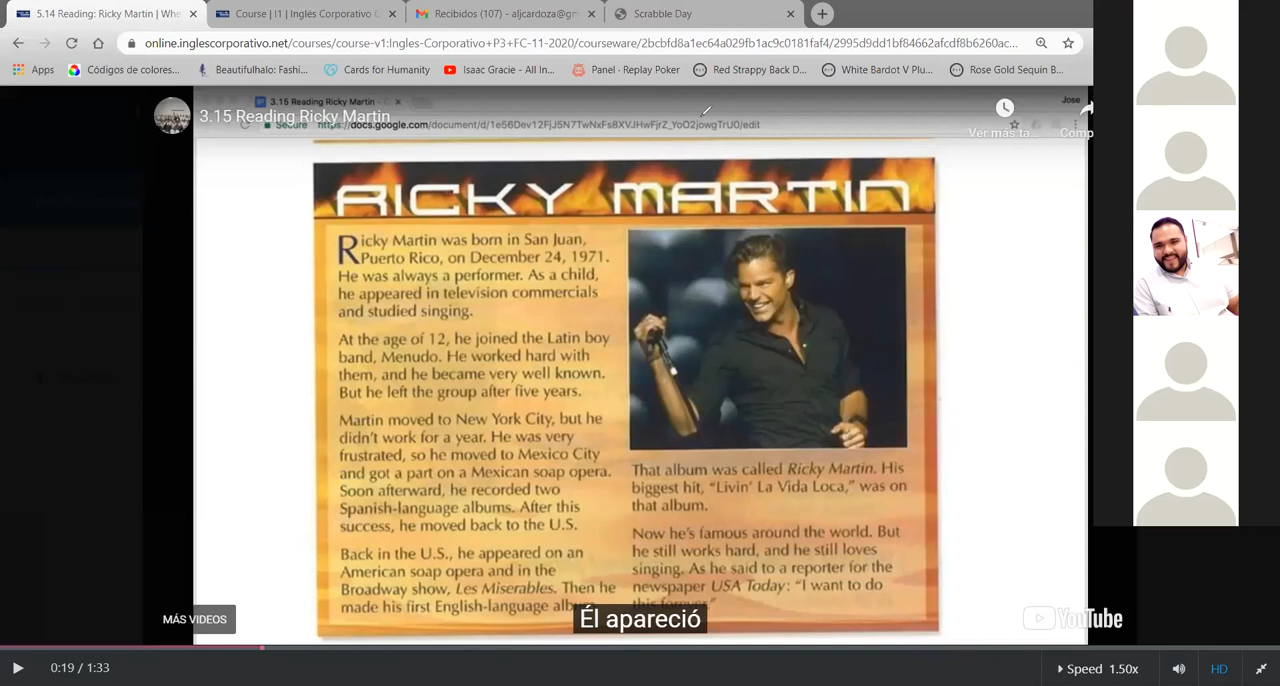 5.14 Reading: Ricky Martin | Whe
Course | I1 | Inglés Corporativo C
Recibidos (107) - aljcardoza@gm
Scrabble Day
online.inglescorporativo.net/courses/course-v1:Ingles-Corporativo+P3+FC-11-2020/courseware/2bcbfd8a1ec64a029fb1ac9c0181faf4/2995d9dd1bf84662afcdf8b6260ac...
Apps
Códigos de colores...
Beautifulhalo: Fashi...
Cards for Humanity
Isaac Gracie - All In...
Panel · Replay Poker
Red Strappy Back D...
White Bardot V Plu...
Rose Gold Sequin B...
3.15 Reading Ricky Martin
Jose
3.15 Reading Ricky Martin
Secure
Ver más ta...
Comp
RICKY MARTIN
Ricky Martin was born in San Juan,
Puerto Rico, on December 24, 1971.
He was always a performer. As a child,
he appeared in television commercials
and studied singing.
At the age of 12, he joined the Latin boy
band, Menudo. He worked hard with
them, and he became very well known.
But he left the group after five years.
Martin moved to New York City, but he
didn't work for a year. He was very
frustrated, so he moved to Mexico City
and got a part on a Mexican soap opera.
Soon afterward, he recorded two
Spanish-language albums. After this
success, he moved back to the U.S.
Back in the U.S., he appeared on an
American soap opera and in the
Broadway show, Les Miserables. Then he
made his first English-language alb
That album was called Ricky Martin. His
biggest hit, "Livin' La Vida Loca," was on
that album.
Now he's famous around the world. But
he still works hard, and he still loves
singing. As he said to a reporter for the
newspaper USA Today: "I want to do
this forever."
Él apareció
MÁS VIDEOS
YouTube
0:19 / 1:33
Speed 1.50x
HD